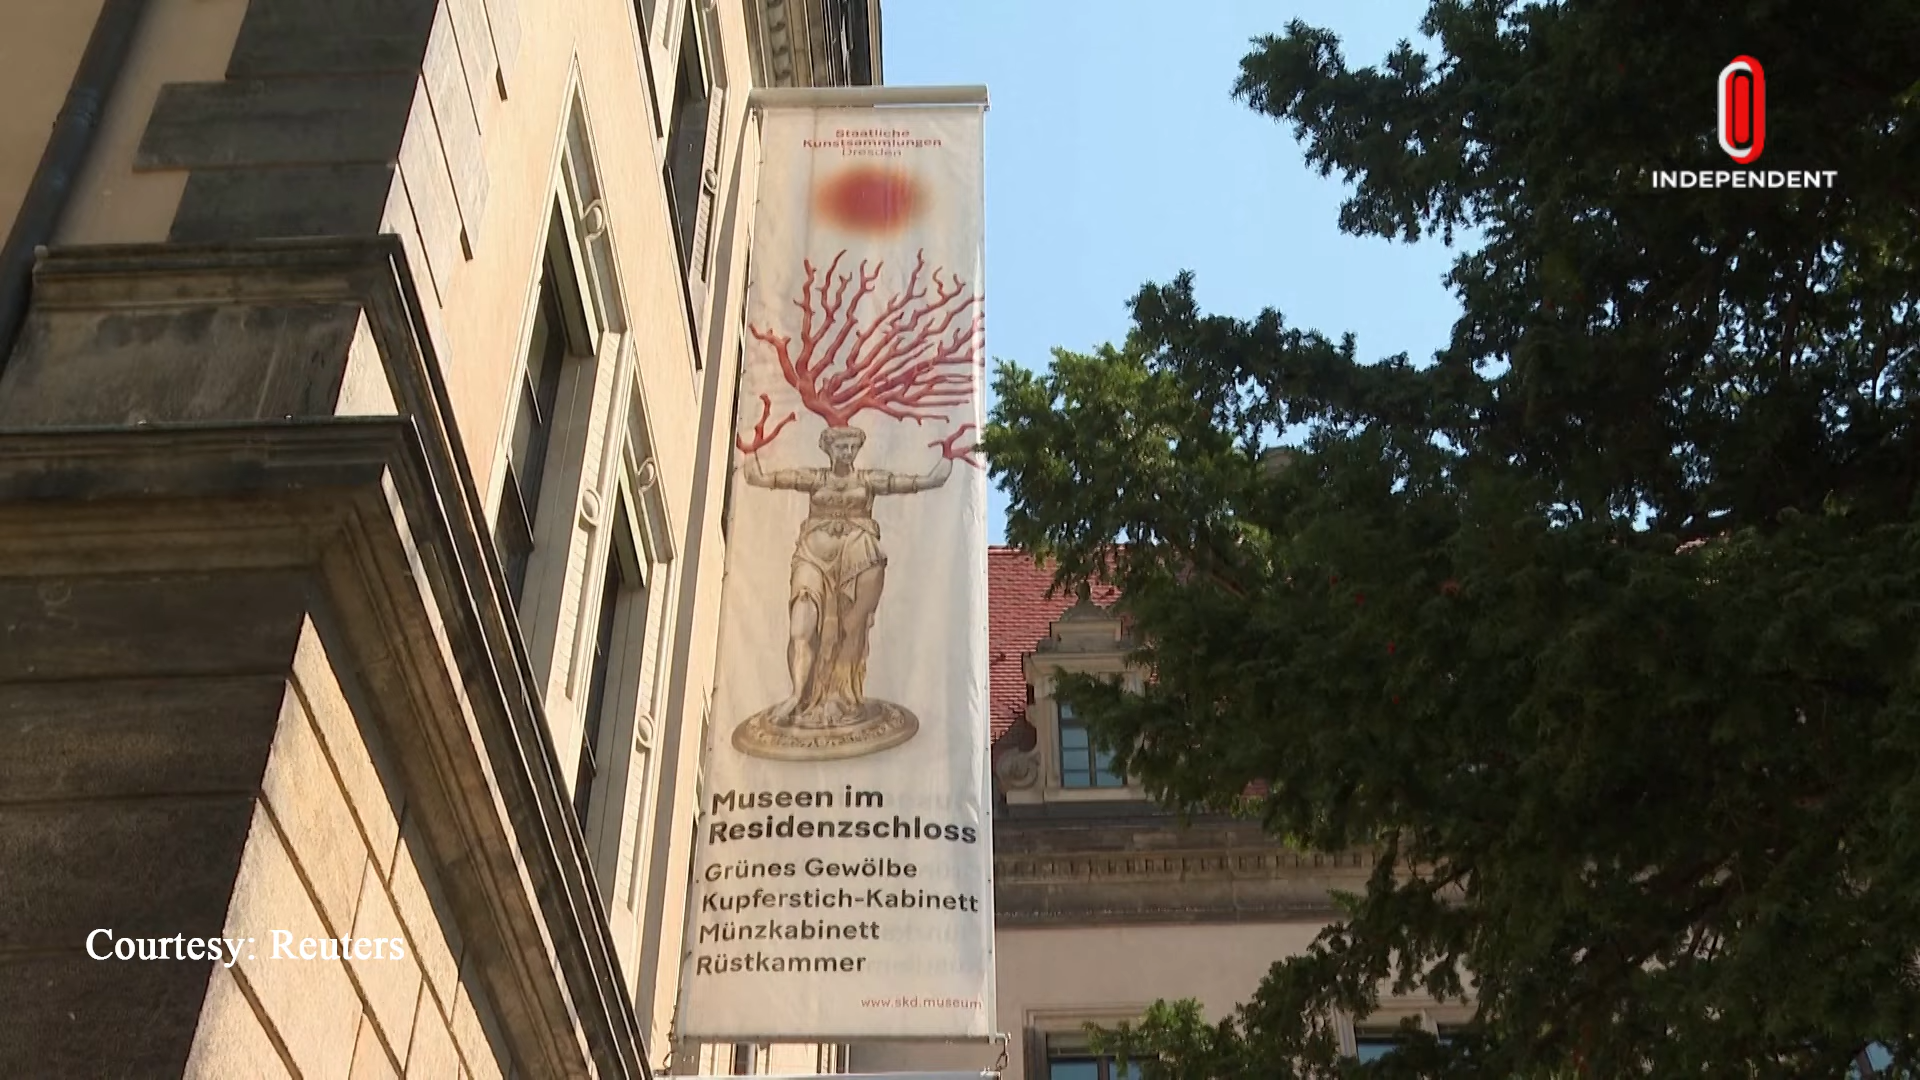 INDEPENDENT
Staatliche
Kunstsammlungen
Dresden
Museen im
Residenzschloss
Grünes Gewölbe
Kupferstich-Kabinett
Münzkabinett
Rüstkammer
www.skd.museum
Courtesy: Reuters